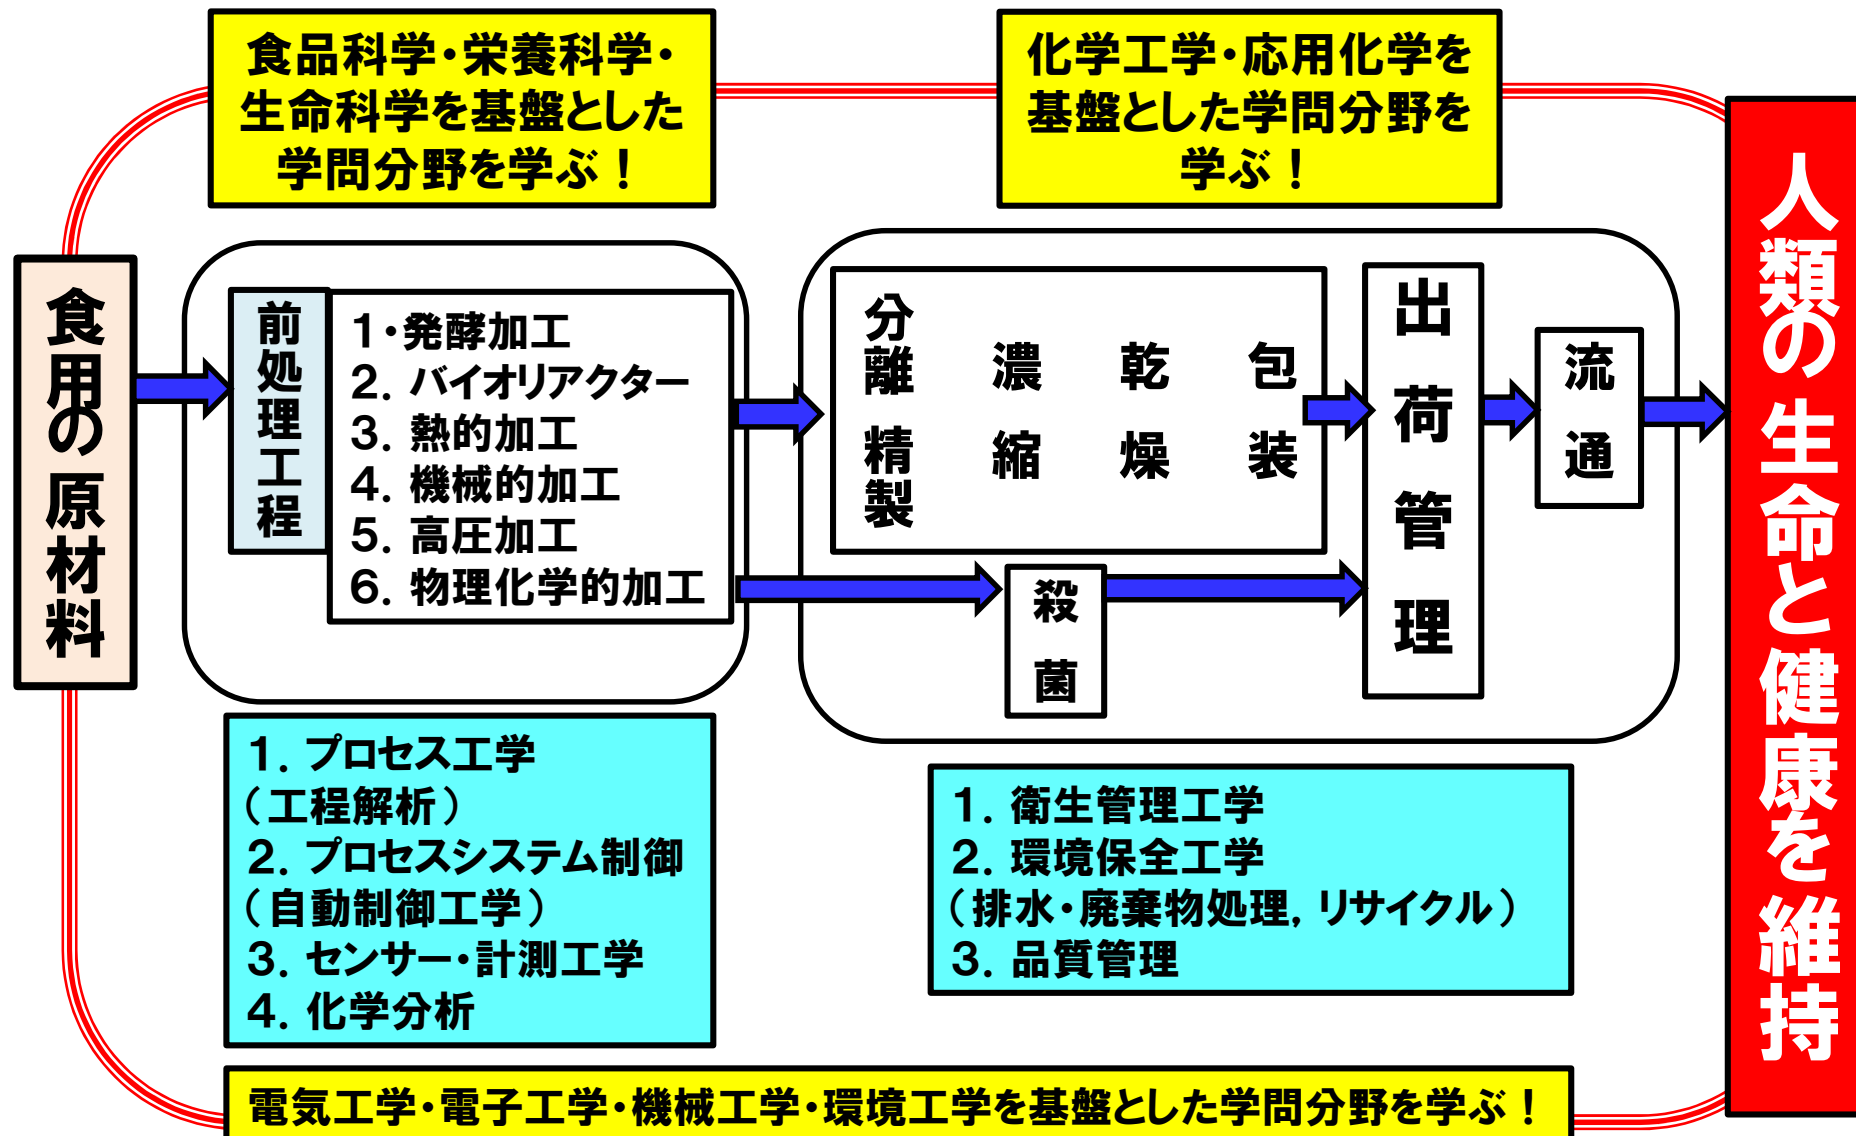 食品科学・栄養科学・
生命科学を基盤とした
学問分野を学ぶ！
化学工学・応用化学を
基盤とした学問分野を
学ぶ！
食用の原材料
前処理工程
１・発酵加工
２．バイオリアクター
３．熱的加工
４．機械的加工
５．高圧加工
６．物理化学的加工
分離精製
濃縮
乾燥
包装
殺菌
出荷管理
流通
人類の生命と健康を維持
１．プロセス工学
（工程解析）
２．プロセスシステム制御
（自動制御工学）
３．センサー・計測工学
４．化学分析
１．衛生管理工学
２．環境保全工学
（排水・廃棄物処理，リサイクル）
３．品質管理
電気工学・電子工学・機械工学・環境工学を基盤とした学問分野を学ぶ！